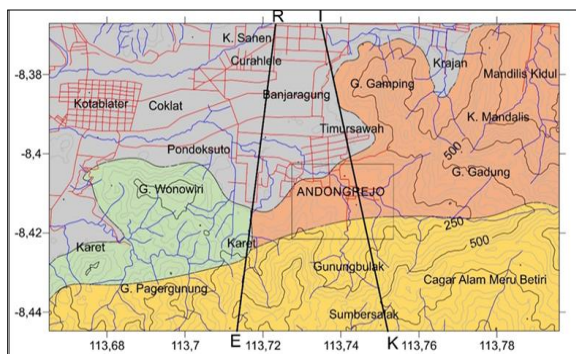 R I
K. Sanen
Curahlele
Krajan
-8,38
G. Gamping
Mandilis Kidul
Banjaragung
Kotablater
Coklat
K. Mandalis
Timursawah
-8,4
Pondoksuto
500
G. Gadung
G. Wonowiri
ANDONGREJO
250
-8,42
Karet
Karet
500
Gunungbulak
Cagar Alam Meru Betiri
G. Pagergunung
-8,44
Sumbersalak
E K
113,68 113,7 113,72 113,74 113,76 113,78